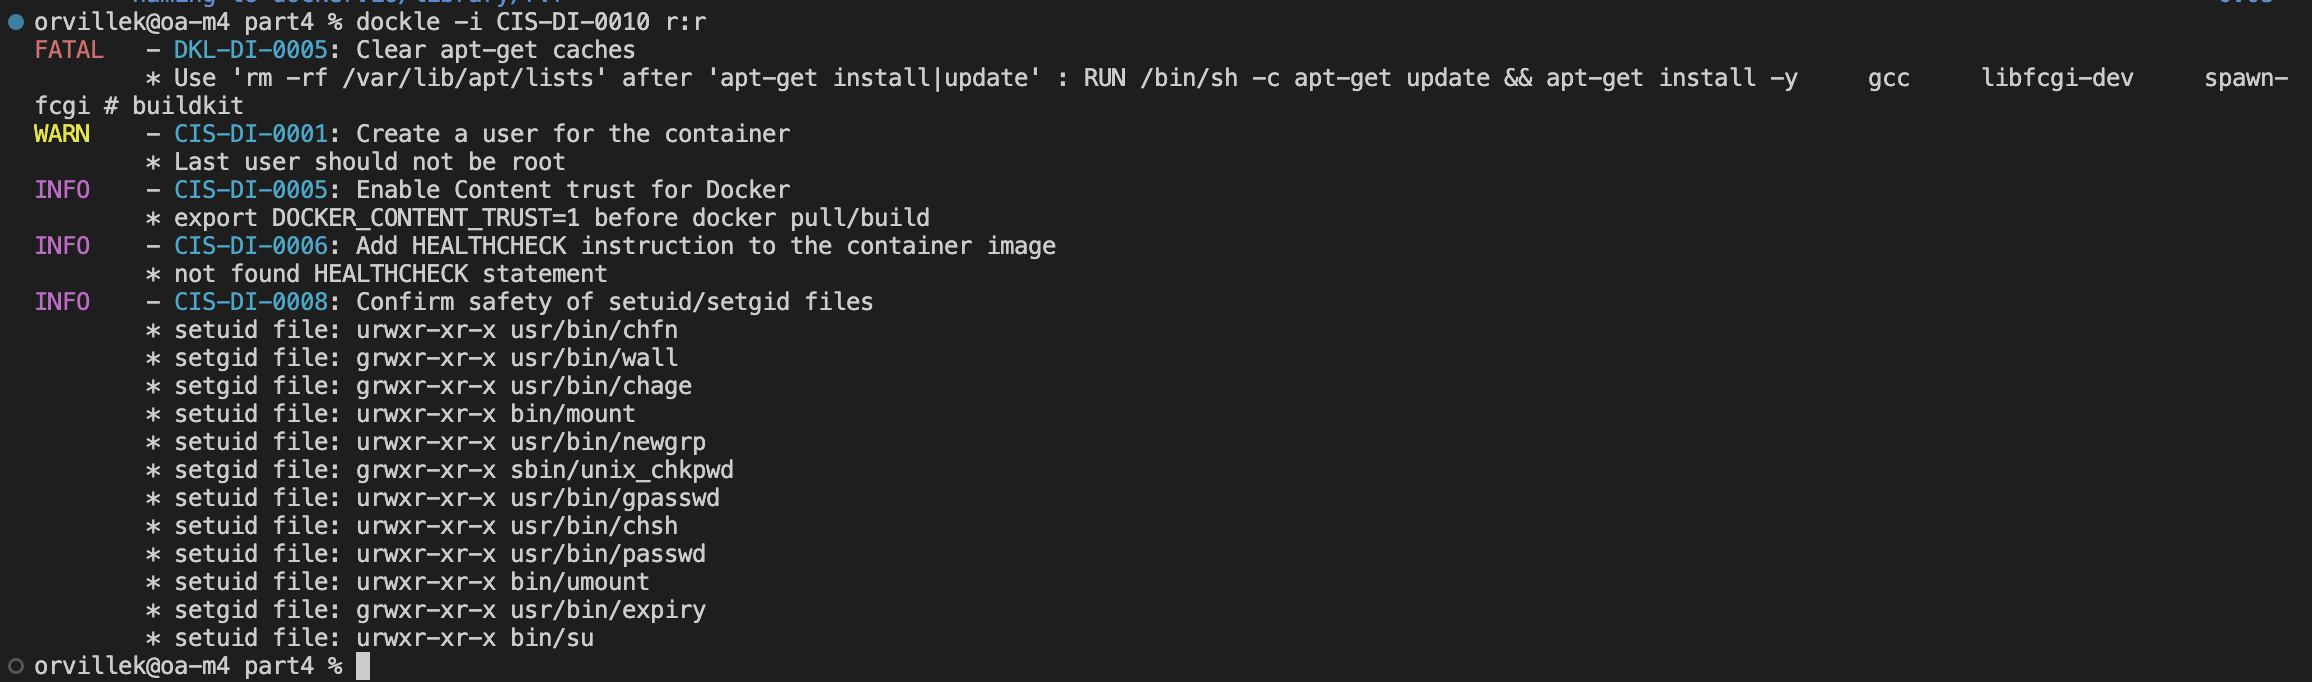 orvillek@oa-m4 part4 % dockle -i CIS-DI-0010 r:r
FATAL - DKL-DI-0005: Clear apt-get caches
* Use 'rm -rf /var/lib/apt/lists' after 'apt-get install|update' : RUN /bin/sh -c apt-get update && apt-get install -y gcc libfcgi-dev spawn-
fcgi # buildkit
WARN - CIS-DI-0001: Create a user for the container
* Last user should not be root
INFO - CIS-DI-0005: Enable Content trust for Docker
* export DOCKER_CONTENT_TRUST=1 before docker pull/build
INFO - CIS-DI-0006: Add HEALTHCHECK instruction to the container image
* not found HEALTHCHECK statement
INFO - CIS-DI-0008: Confirm safety of setuid/setgid files
* setuid file: urwxr-xr-x usr/bin/chfn
* setgid file: grwxr-xr-x usr/bin/wall
* setgid file: grwxr-xr-x usr/bin/chage
* setuid file: urwxr-xr-x bin/mount
* setuid file: urwxr-xr-x usr/bin/newgrp
* setgid file: grwxr-xr-x sbin/unix_chkpwd
* setuid file: urwxr-xr-x usr/bin/gpasswd
* setuid file: urwxr-xr-x usr/bin/chsh
* setuid file: urwxr-xr-x usr/bin/passwd
* setuid file: urwxr-xr-x bin/umount
* setgid file: grwxr-xr-x usr/bin/expiry
* setuid file: urwxr-xr-x bin/su
orvillek@oa-m4 part4 %